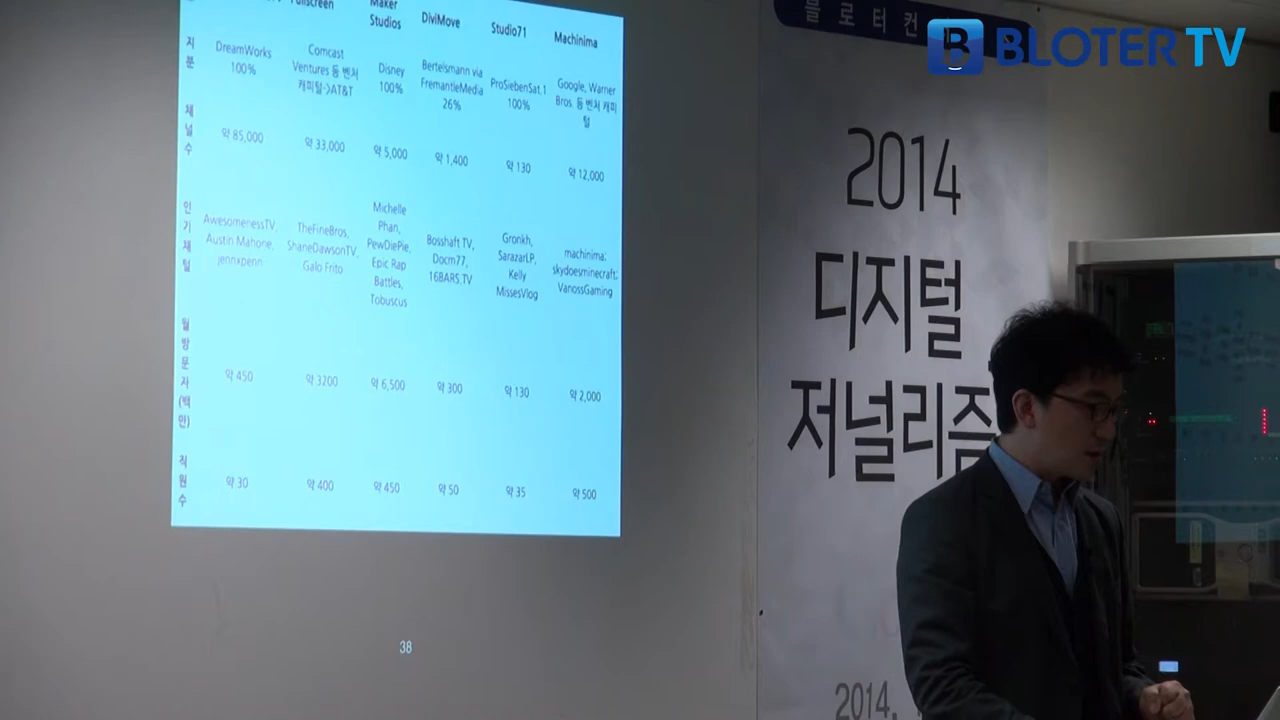 Fullscreen
Maker
Studios
DiviMove
Studio71
Machinima
지
분
DreamWorks
100%
Comcast
Ventures 등 벤처
캐피털->AT&T
Disney
100%
Bertelsmann via
FremantleMedia
26%
ProSiebenSat.1
100%
Google, Warner
Bros. 등 벤처 캐피
털
채
널
수
약 85,000
약 33,000
약 5,000
약 1,400
약 130
약 12,000
인
기
채
널
AwesomenessTV,
Austin Mahone,
jennxpenn
TheFineBros,
ShaneDawsonTV,
Galo Frito
Michelle
Phan,
PewDiePie,
Epic Rap
Battles,
Tobuscus
Bosshaft TV,
Docm77,
16BARS.TV
Gronkh,
SarazarLP,
Kelly
MissesVlog
machinima;
skydoesminecraft;
VanossGaming
월
방
문
자
(백
만)
약 450
약 3200
약 6,500
약 300
약 130
약 2,000
직
원
수
약 30
약 400
약 450
약 50
약 35
약 500
38
블로터컨
B BLOTER TV
2014
디지털
저널리즘
2014.